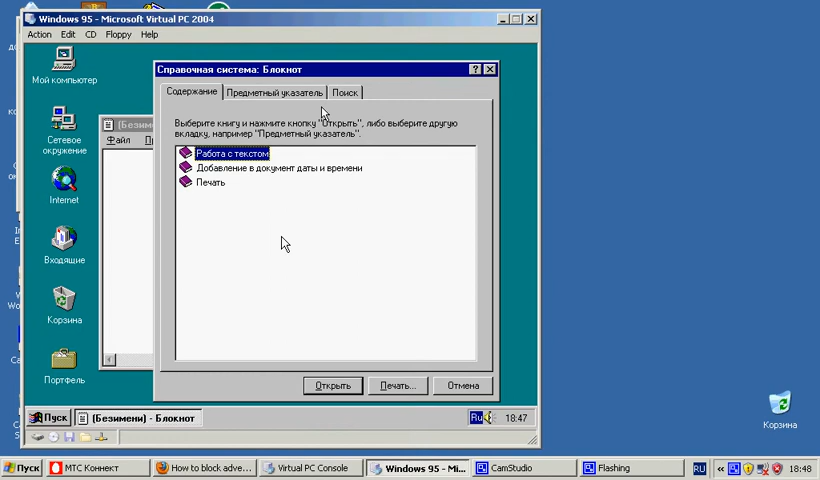 Windows 95 - Microsoft Virtual PC 2004
Action Edit CD Floppy Help
Мой компьютер
Сетевое
окружение
Internet
Входящие
Корзина
Портфель
(Безими
Файл
Справочная система: Блокнот
Содержание Предметный указатель Поиск
Выберите книгу и нажмите кнопку "Открыть", либо выберите другую
вкладку, например "Предметный указатель".
Работа с текстом
Добавление в документ даты и времени
Печать
Открыть Печать... Отмена
Пуск (Безимени) - Блокнот Ru 18:47
Корзина
Пуск МТС Коннект How to block adve... Virtual PC Console Windows 95 - Mi... CamStudio Flashing RU « 18:48